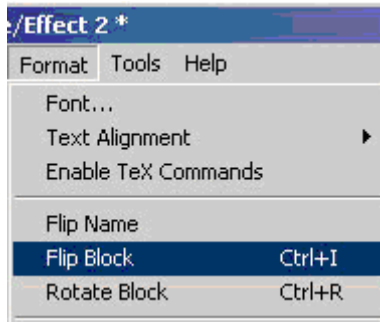 e/Effect 2 *
Format Tools Help
Font...
Text Alignment
Enable TeX Commands
Flip Name
Flip Block Ctrl+I
Rotate Block Ctrl+R